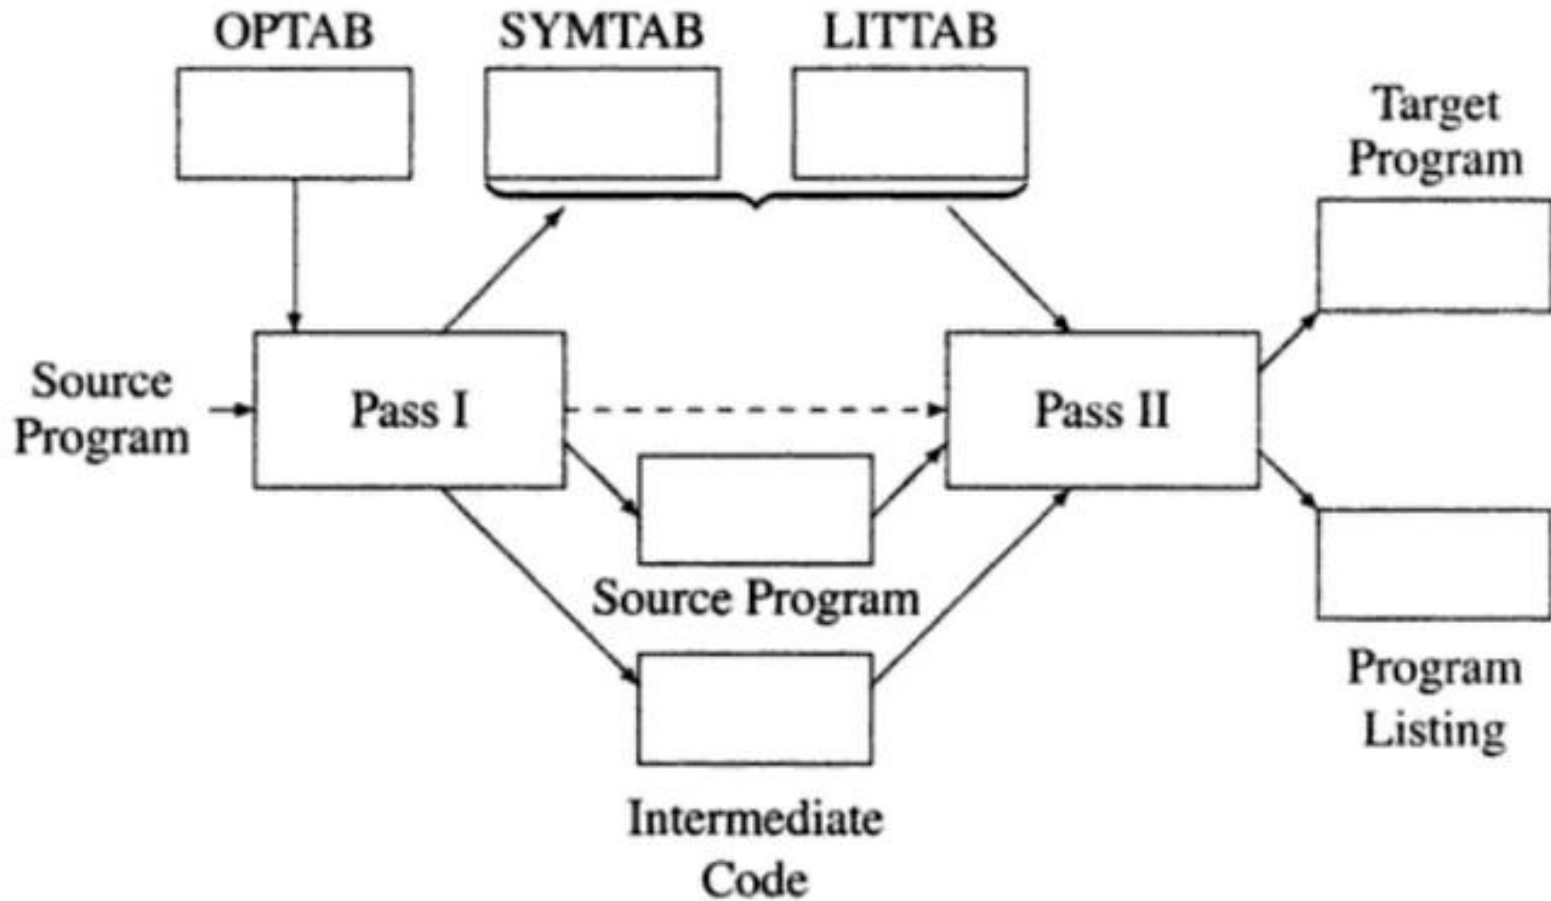 OPTAB
SYMTAB
LITTAB
Target
Program
Source
Program
Pass I
Pass II
Source Program
Program
Listing
Intermediate
Code